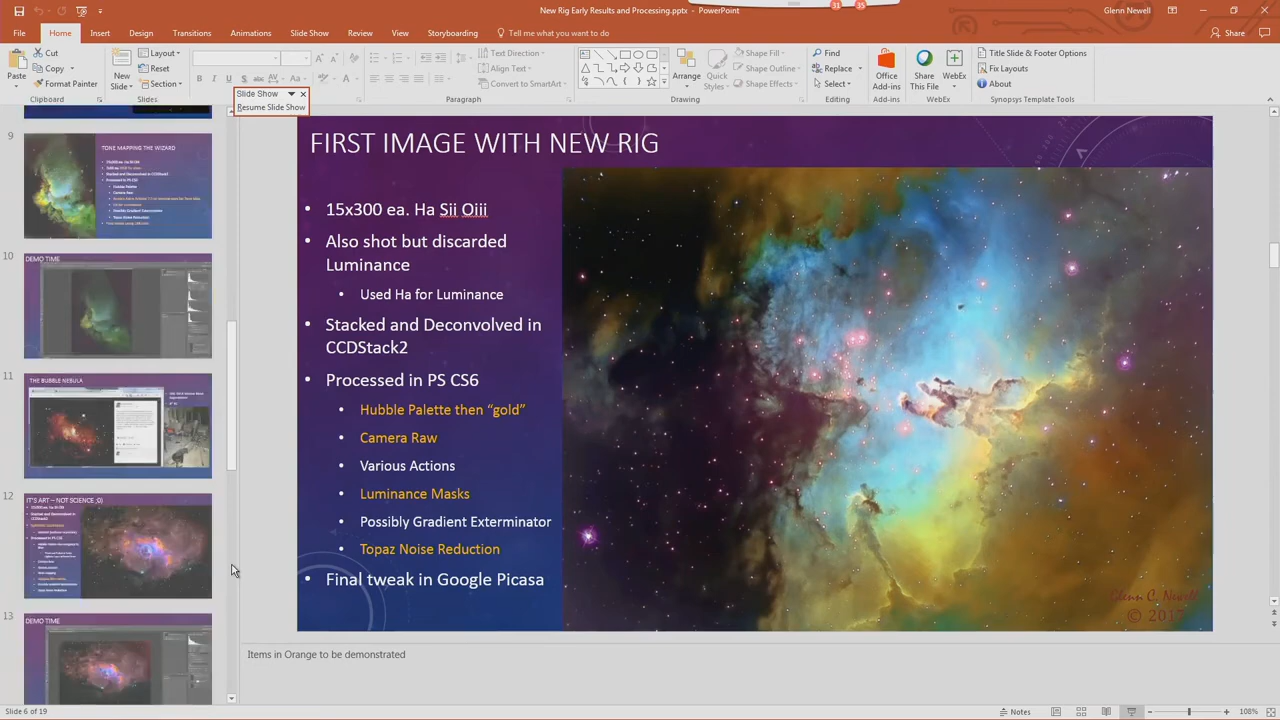 New Rig Early Results and Processing.pptx - PowerPoint
31
35
Glenn Newell
File
Home
Insert
Design
Transitions
Animations
Slide Show
Review
View
Storyboarding
Tell me what you want to do
Share
Paste
Cut
Copy
Format Painter
Clipboard
New
Slide
Layout
Reset
Section
Slides
Text Direction
Align Text
Convert to SmartArt
Paragraph
Arrange
Quick
Styles
Shape Fill
Shape Outline
Shape Effects
Drawing
Find
Replace
Select
Editing
Office
Add-ins
Add-ins
Share
This File
WebEx
WebEx
Title Slide & Footer Options
Fix Layouts
About
Synopsys Template Tools
Slide Show
Resume Slide Show
9
TONE MAPPING THE WIZARD
10
DEMO TIME
11
THE BUBBLE NEBULA
12
IT'S ART – NOT SCIENCE ;0)
13
DEMO TIME
FIRST IMAGE WITH NEW RIG
• 15x300 ea. Ha Sii Oiii
• Also shot but discarded
Luminance
• Used Ha for Luminance
• Stacked and Deconvolved in
CCDStack2
• Processed in PS CS6
• Hubble Palette then “gold”
• Camera Raw
• Various Actions
• Luminance Masks
• Possibly Gradient Xterminator
• Topaz Noise Reduction
• Final tweak in Google Picasa
Glenn C. Newell
Items in Orange to be demonstrated
Slide 6 of 19
Notes
108%